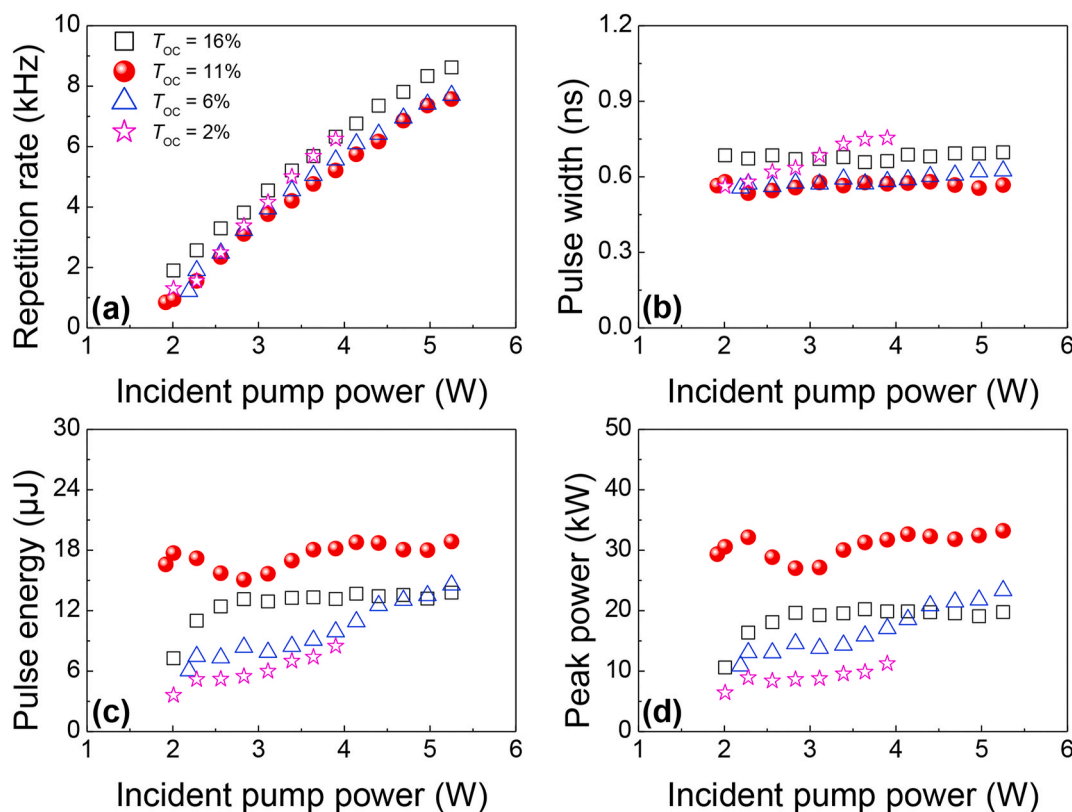 10
8
6
4
2
0
Repetition rate (kHz)
T_OC = 16%
T_OC = 11%
T_OC = 6%
T_OC = 2%
(a)
1 2 3 4 5 6
Incident pump power (W)
1.2
0.9
0.6
0.3
0.0
Pulse width (ns)
(b)
1 2 3 4 5 6
Incident pump power (W)
30
24
18
12
6
0
Pulse energy (μJ)
(c)
1 2 3 4 5 6
Incident pump power (W)
50
40
30
20
10
0
Peak power (kW)
(d)
1 2 3 4 5 6
Incident pump power (W)